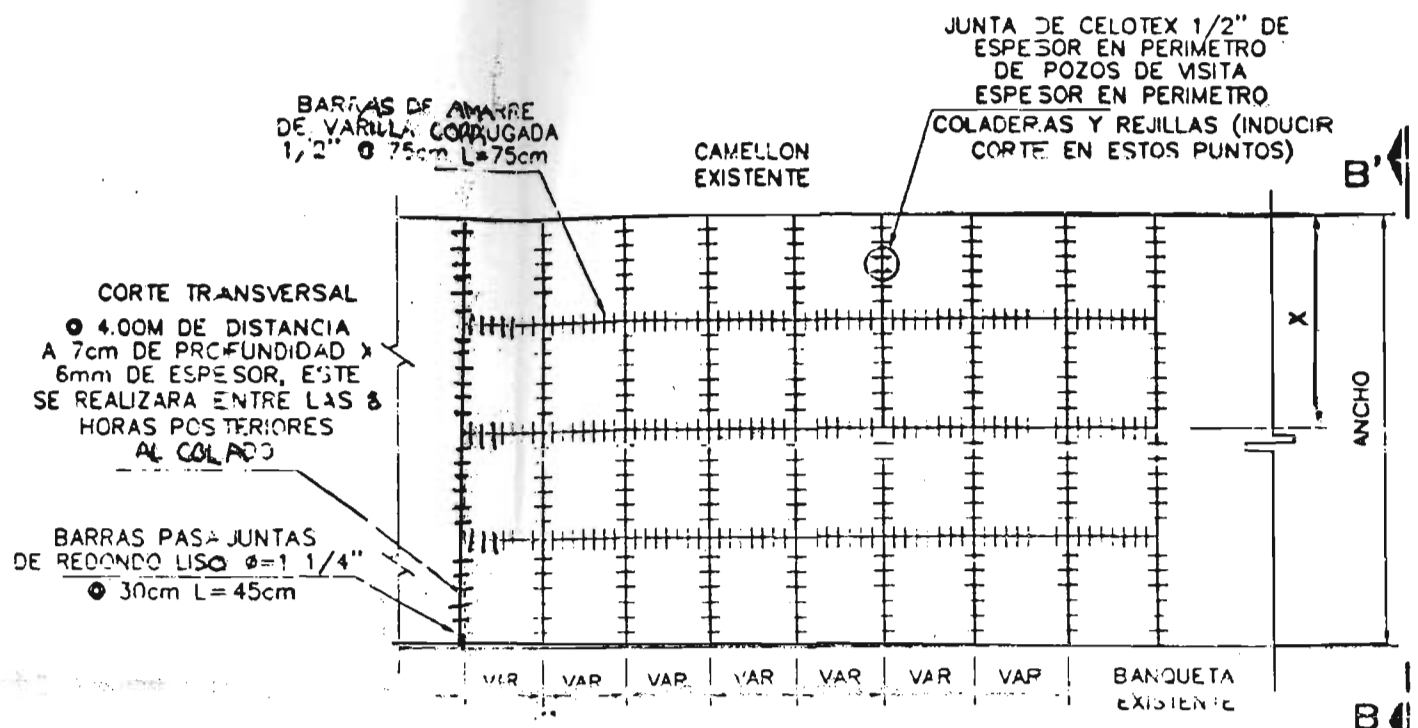 JUNTA DE CELOTEX 1/2" DE
ESPESOR EN PERIMETRO
DE POZOS DE VISITA
ESPESOR EN PERIMETRO
COLADERAS Y REJILLAS (INDUCIR
CORTE EN ESTOS PUNTOS)
BARRAS DE AMARRE
DE VARILLA CORRUGADA
1/2" @ 75cm L=75cm
CAMELLON
EXISTENTE
B'
CORTE TRANSVERSAL
@ 4.00M DE DISTANCIA
A 7cm DE PROFUNDIDAD X
6mm DE ESPESOR, ESTE
SE REALIZARA ENTRE LAS 8
HORAS POSTERIORES
AL COLADO
X
ANCHO
BARRAS PASAJUNTAS
DE REDONDO LISO ø=1 1/4"
@ 30cm L=45cm
VAR VAR VAR VAR VAR VAR VAR
BANQUETA
EXISTENTE
B